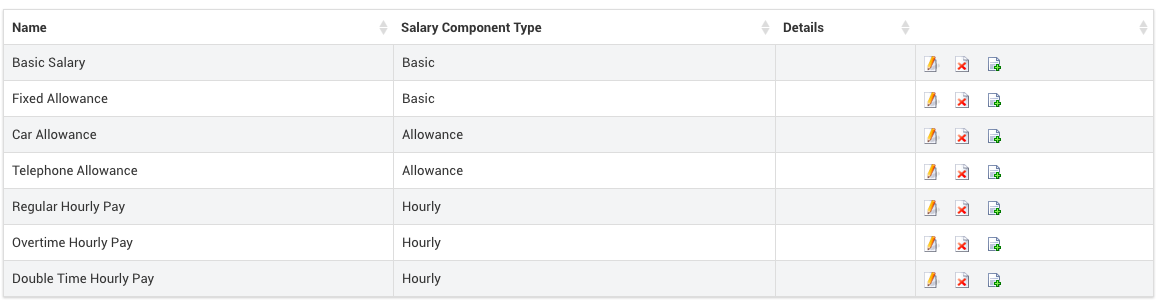 Name Salary Component Type Details
Basic Salary Basic
Fixed Allowance Basic
Car Allowance Allowance
Telephone Allowance Allowance
Regular Hourly Pay Hourly
Overtime Hourly Pay Hourly
Double Time Hourly Pay Hourly